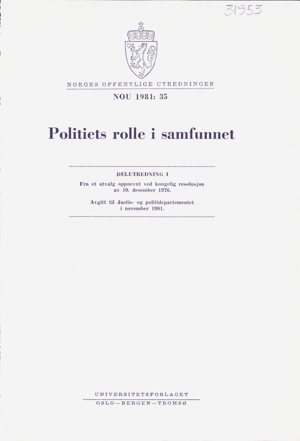 31953
NORGES OFFENTLIGE UTREDNINGER
NOU 1981: 35
Politiets rolle i samfunnet
DELUTREDNING I
Fra et utvalg oppnevnt ved kongelig resolusjon
av 10. desember 1976.
Avgitt til Justis- og politidepartementet
i november 1981.
UNIVERSITETSFORLAGET
OSLO—BERGEN—TROMSØ